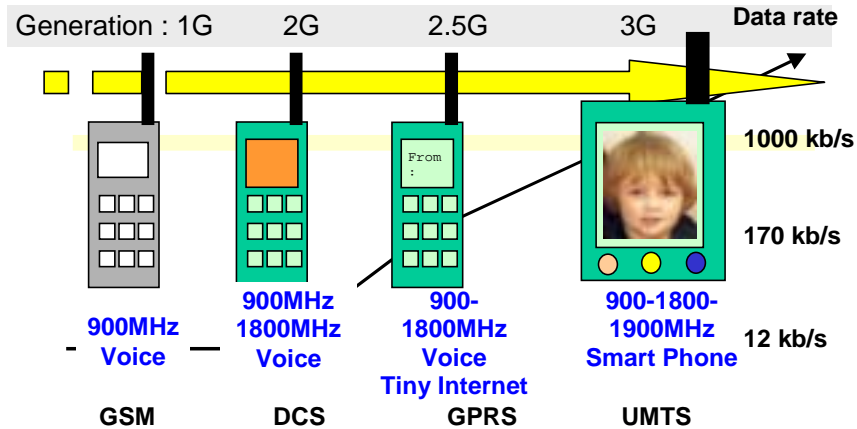 Generation : 1G 2G 2.5G 3G Data rate
From
:
1000 kb/s
170 kb/s
12 kb/s
900MHz
Voice
900MHz
1800MHz
Voice
900-
1800MHz
Voice
Tiny Internet
900-1800-
1900MHz
Smart Phone
GSM DCS GPRS UMTS